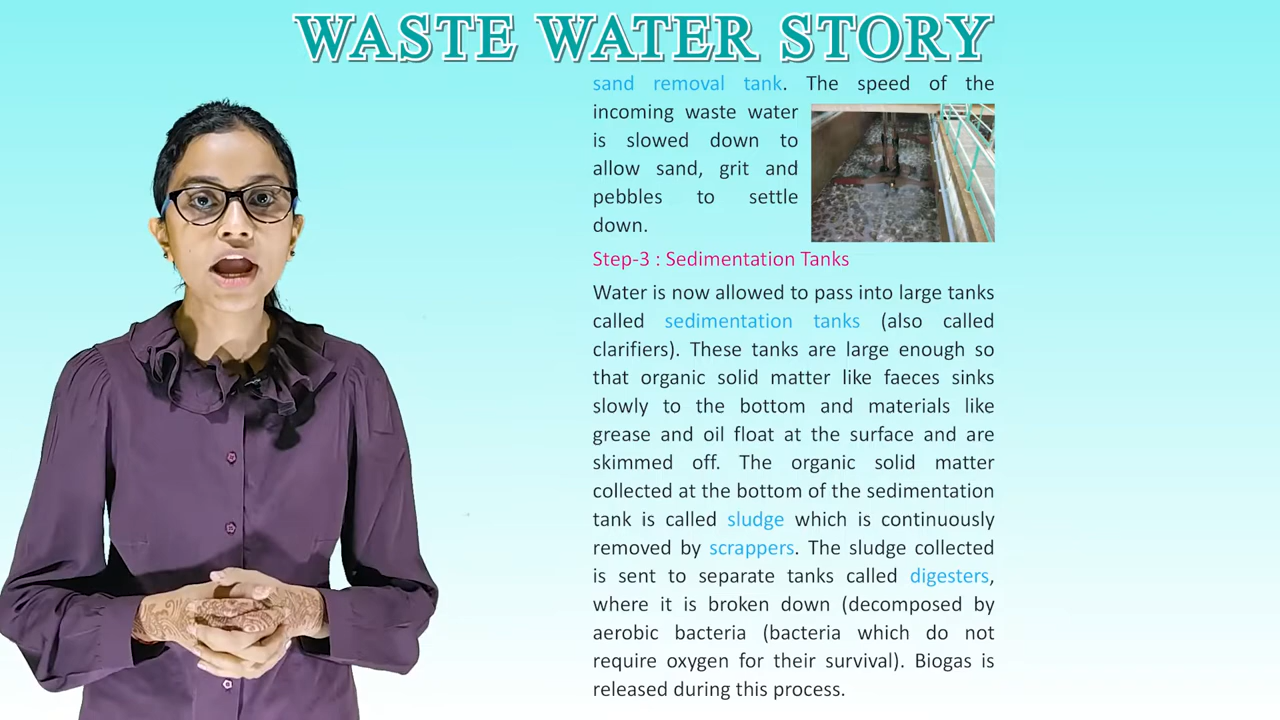 WASTE WATER STORY
sand removal tank. The speed of the
incoming waste water
is slowed down to
allow sand, grit and
pebbles to settle
down.
Step-3 : Sedimentation Tanks
Water is now allowed to pass into large tanks
called sedimentation tanks (also called
clarifiers). These tanks are large enough so
that organic solid matter like faeces sinks
slowly to the bottom and materials like
grease and oil float at the surface and are
skimmed off. The organic solid matter
collected at the bottom of the sedimentation
tank is called sludge which is continuously
removed by scrappers. The sludge collected
is sent to separate tanks called digesters,
where it is broken down (decomposed by
aerobic bacteria (bacteria which do not
require oxygen for their survival). Biogas is
released during this process.